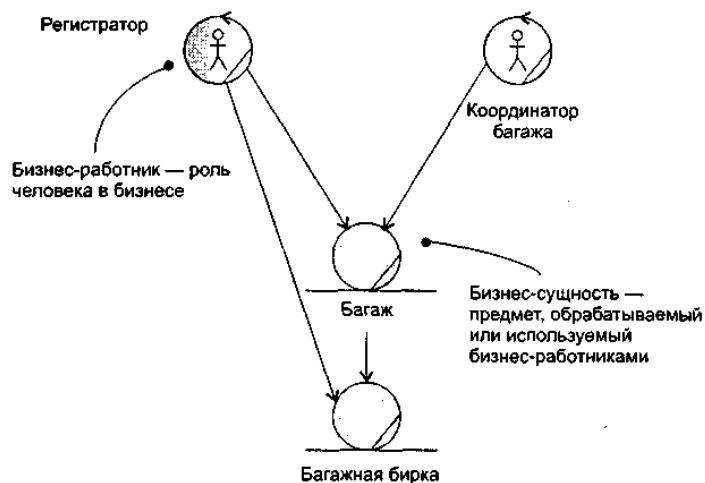 Регистратор
Координатор
багажа
Бизнес-работник — роль
человека в бизнесе
Багаж
Бизнес-сущность —
предмет, обрабатываемый
или используемый
бизнес-работниками
Багажная бирка